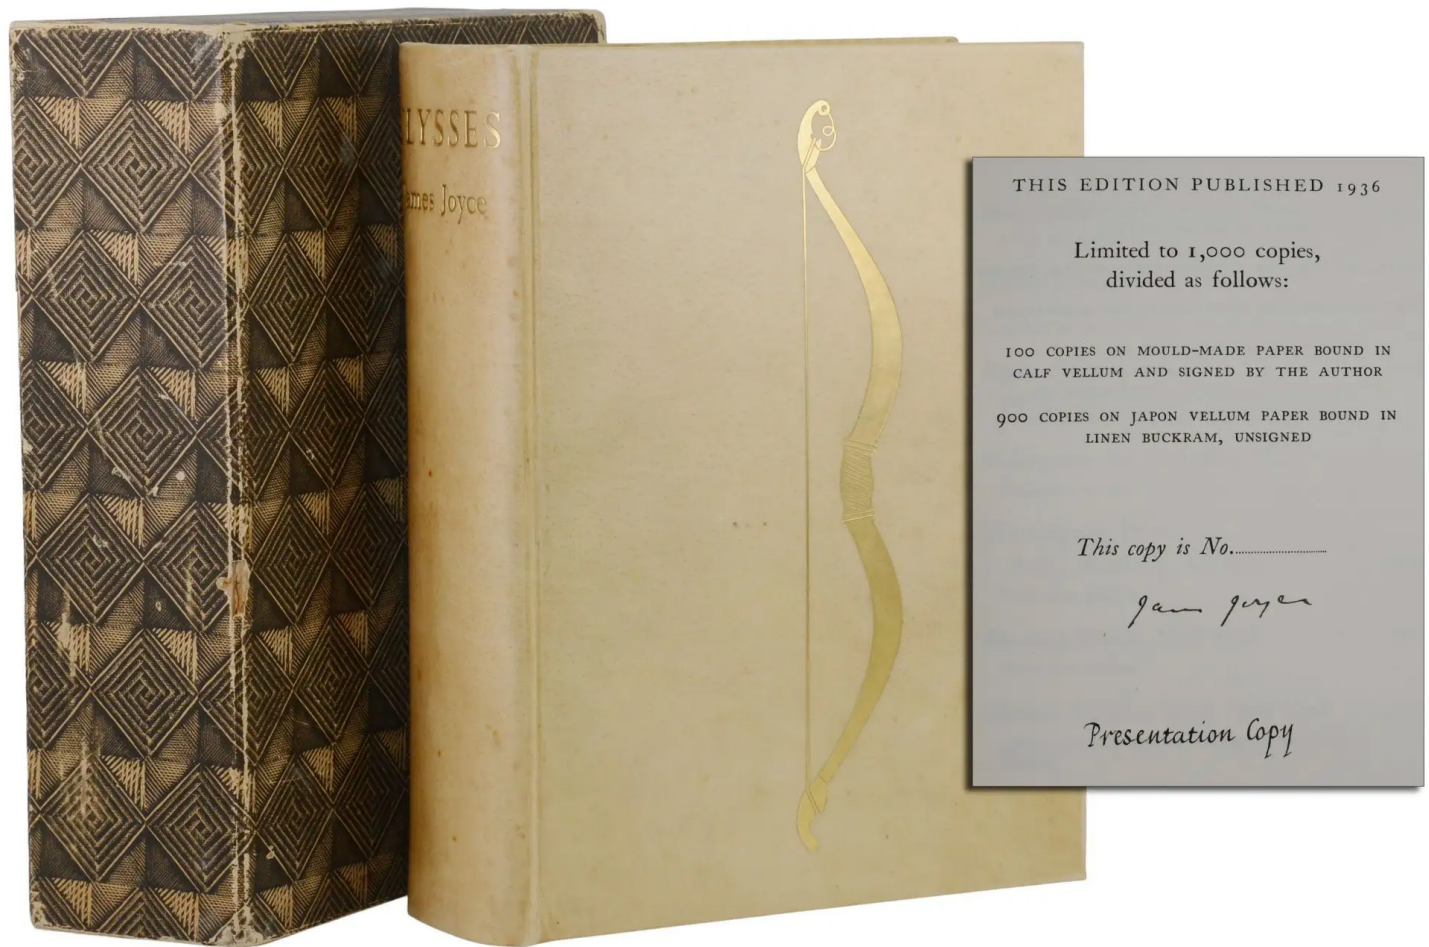 LYSSES
ames Joyce
THIS EDITION PUBLISHED 1936
Limited to 1,000 copies,
divided as follows:
100 COPIES ON MOULD-MADE PAPER BOUND IN
CALF VELLUM AND SIGNED BY THE AUTHOR
900 COPIES ON JAPON VELLUM PAPER BOUND IN
LINEN BUCKRAM, UNSIGNED
This copy is No.
James Joyce
Presentation Copy